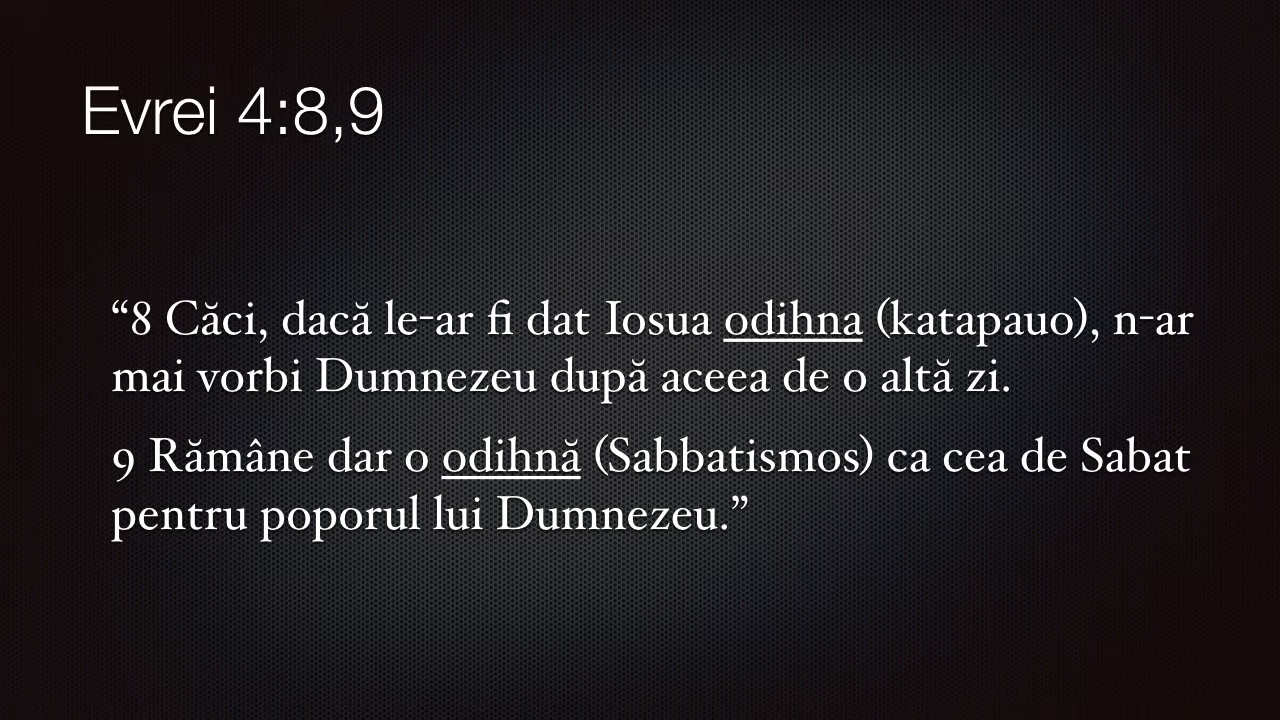 Evrei 4:8,9
“8 Căci, dacă le-ar fi dat Iosua odihna (katapauo), n-ar
mai vorbi Dumnezeu după aceea de o altă zi.
9 Rămâne dar o odihnă (Sabbatismos) ca cea de Sabat
pentru poporul lui Dumnezeu.”